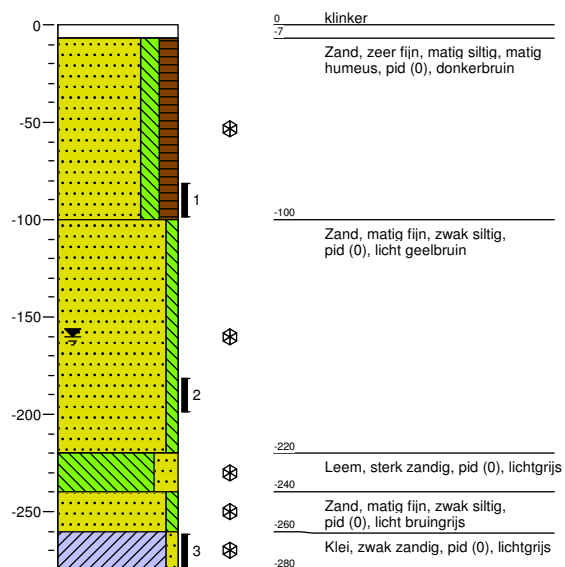 0
-50
-100
-150
-200
-250
1
2
3
0 klinker
-7
Zand, zeer fijn, matig siltig, matig
humeus, pid (0), donkerbruin
-100
Zand, matig fijn, zwak siltig,
pid (0), licht geelbruin
-220
Leem, sterk zandig, pid (0), lichtgrijs
-240
Zand, matig fijn, zwak siltig,
pid (0), licht bruingrijs
-260
Klei, zwak zandig, pid (0), lichtgrijs
-280